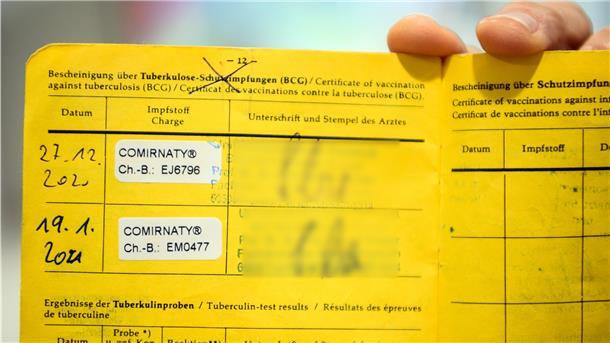 - 12 -
Bescheinigung über Tuberkulose-Schutzimpfungen (BCG) / Certificate of vaccination
against tuberculosis (BCG) / Certificat des vaccinations contre la tuberculose (BCG).
Datum
Impfstoff
Charge
Unterschrift und Stempel des Arztes
27.12.
2020
COMIRNATY®
Ch.-B.: EJ6796
19.1.
2021
COMIRNATY®
Ch.-B.: EM0477
Ergebnisse der Tuberkulinproben / Tuberculin-test results / Résultats des épreuves
de tuberculine
Datum
Probe *)
Bescheinigung über Schutzimpfung
Certificate of vaccinations against
Certificat de vaccinations contre
Datum
Impfstoff